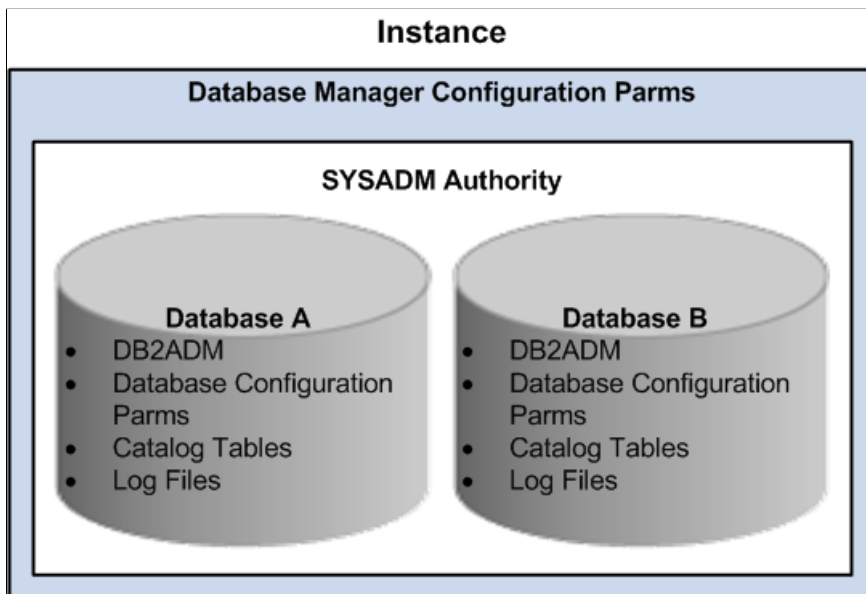 Instance
Database Manager Configuration Parms
SYSADM Authority
Database A
• DB2ADM
• Database Configuration
Parms
• Catalog Tables
• Log Files
Database B
• DB2ADM
• Database Configuration
Parms
• Catalog Tables
• Log Files